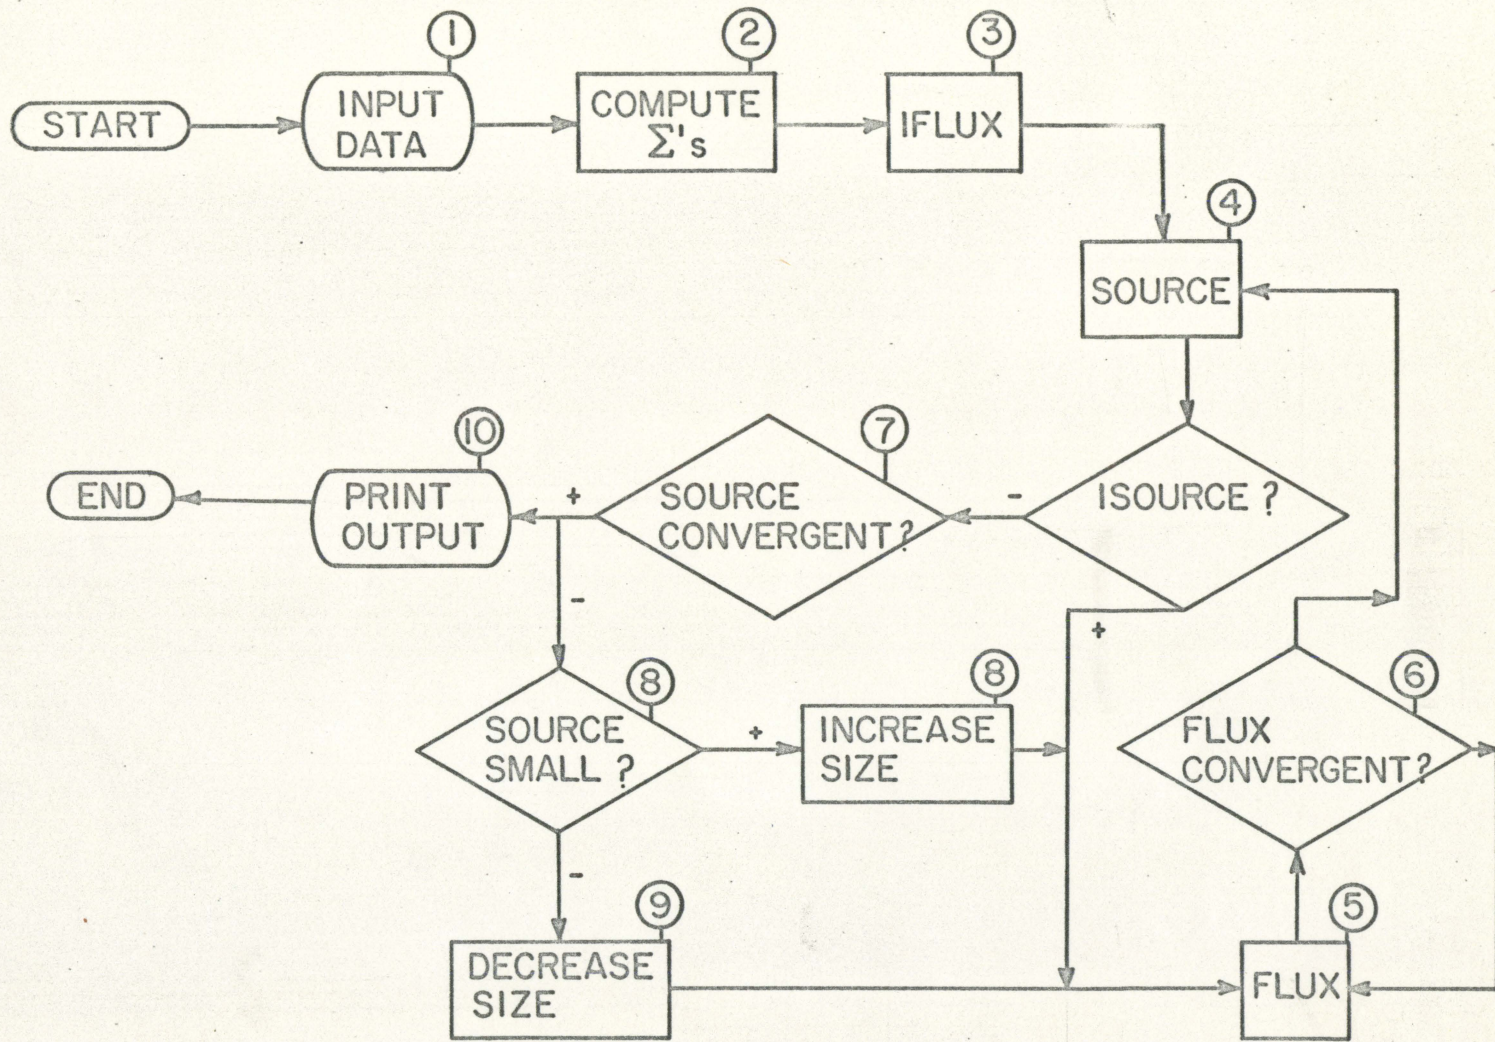 1
2
3
START
INPUT
DATA
COMPUTE
Σ's
IFLUX
4
SOURCE
10
7
END
PRINT
OUTPUT
+
SOURCE
CONVERGENT?
-
ISOURCE ?
-
+
8
SOURCE
SMALL ?
+
8
INCREASE
SIZE
6
FLUX
CONVERGENT?
-
9
DECREASE
SIZE
5
FLUX